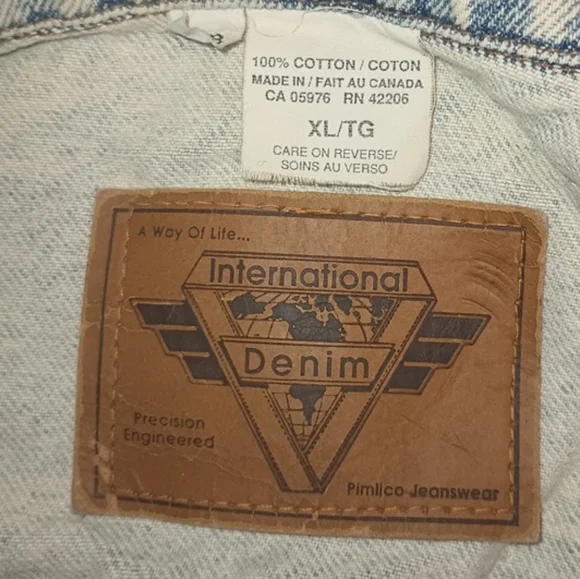 8
100% COTTON / COTON
MADE IN / FAIT AU CANADA
CA 05976 RN 42206
XL/TG
CARE ON REVERSE/
SOINS AU VERSO
A Way Of Life...
International
Denim
Precision
Engineered
Pimlico Jeanswear